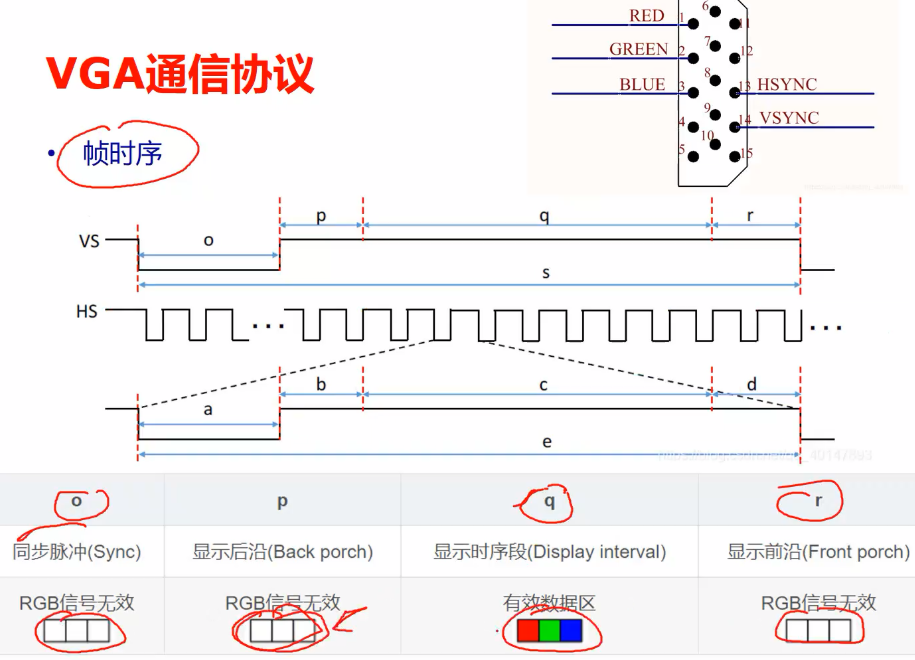 VGA通信协议
RED 1
GREEN 2
BLUE 3
4
5
6
7
8
9
10
11
12
13 HSYNC
14 VSYNC
15
• 帧时序
p q r
VS o
s
HS
... ...
b c d
a
e
o p q r
同步脉冲(Sync) 显示后沿(Back porch) 显示时序段(Display interval) 显示前沿(Front porch)
RGB信号无效 RGB信号无效 有效数据区 RGB信号无效